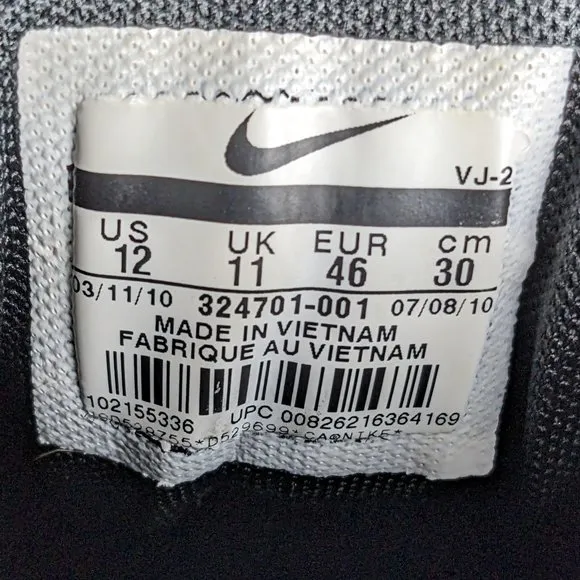 VJ-2
US UK EUR cm
12 11 46 30
03/11/10 324701-001 07/08/10
MADE IN VIETNAM
FABRIQUE AU VIETNAM
102155336 UPC 00826216364169